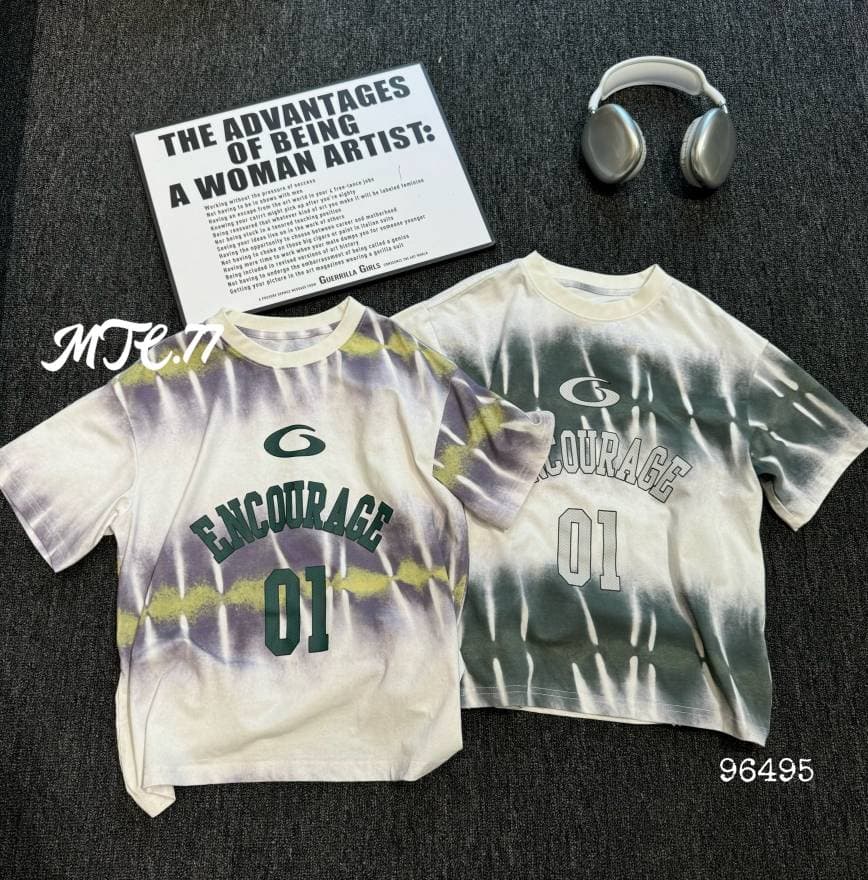 THE ADVANTAGES
OF BEING
A WOMAN ARTIST:
Working without the pressure of success
Not having to be in shows with men
Having an escape from the art world in your 4 free-lance jobs
Knowing your career might pick up after you're eighty
Being reassured that whatever kind of art you make it will be labeled feminine
Not being stuck in a tenured teaching position
Seeing your ideas live on in the work of others
Having the opportunity to choose between career and motherhood
Not having to choke on those big cigars or paint in Italian suits
Having more time to work when your mate dumps you for someone younger
Being included in revised versions of art history
Not having to undergo the embarrassment of being called a genius
Getting your picture in the art magazines wearing a gorilla suit
GUERRILLA GIRLS
MTC.77
ENCOURAGE
01
NCOURAGE
01
96495